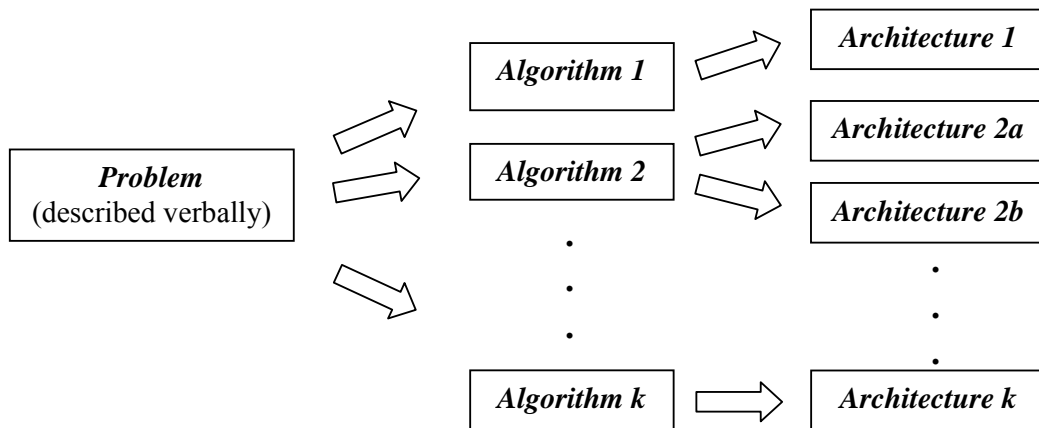 Problem
(described verbally)
Algorithm 1
Algorithm 2
.
.
.
Algorithm k
Architecture 1
Architecture 2a
Architecture 2b
.
.
.
Architecture k